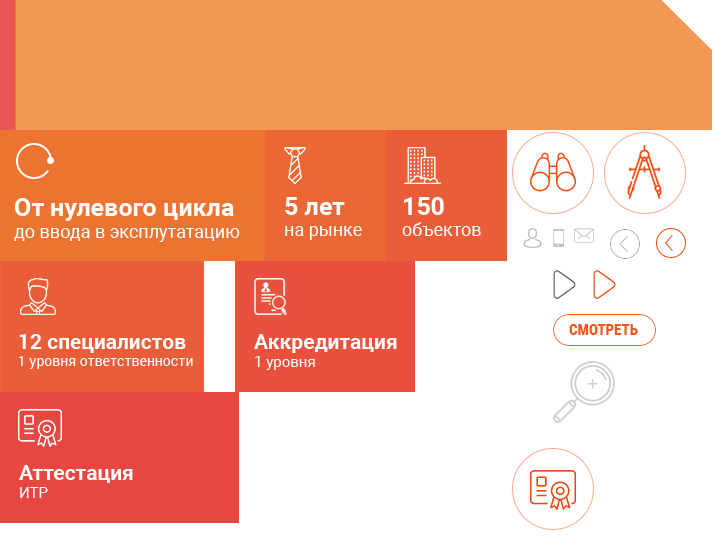 От нулевого цикла
до ввода в эксплутатацию
5 лет
на рынке
150
объектов
12 специалистов
1 уровня ответственности
Аккредитация
1 уровня
СМОТРЕТЬ
Аттестация
ИТР